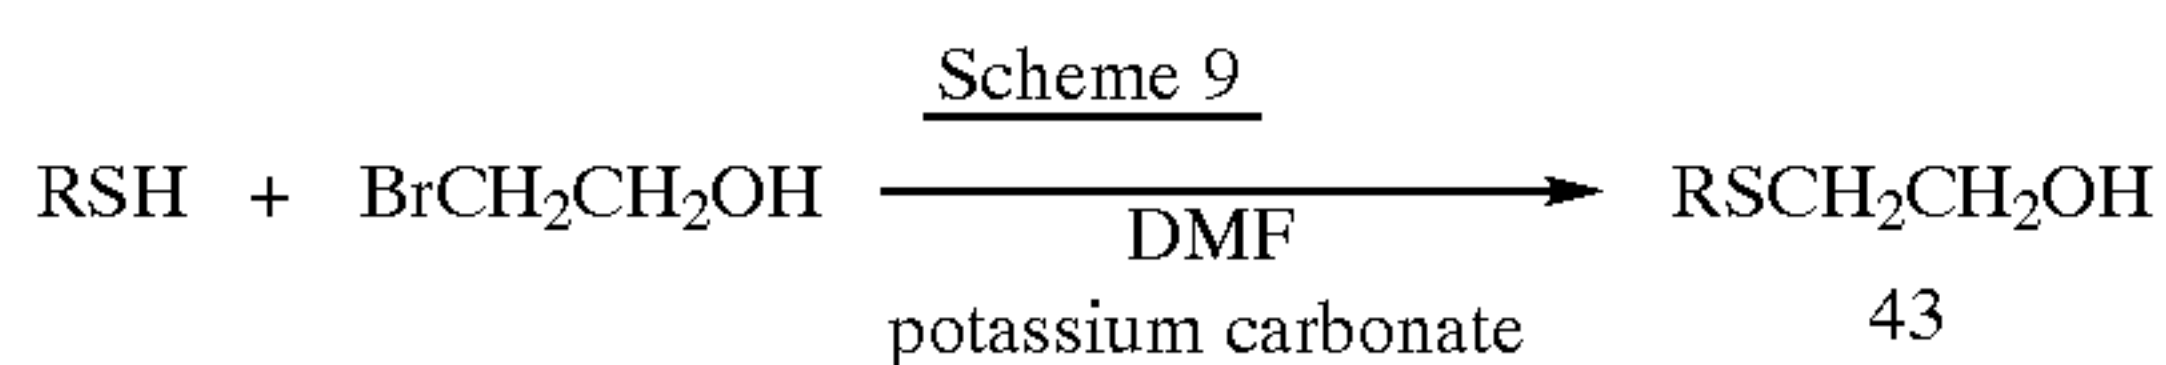 Scheme 9
RSH + BrCH₂CH₂OH RSCH₂CH₂OH
DMF
potassium carbonate
43